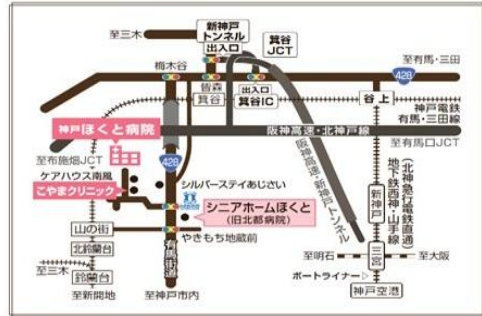 至三木
新神戸
トンネル
出入口
箕谷
JCT
梅木谷
至有馬・三田
428
皆森
箕谷
出入口
箕谷IC
谷上
神戸電鉄
有馬・三田線
神戸ほくと病院
阪神高速・北神戸線
至布施畑JCT
至有馬口JCT
ケアハウス南風
こやまクリニック
428
シルバーステイあじさい
シニアホームほくと
(旧北都病院)
阪神高速・新神戸トンネル
新神戸
地下鉄西神・山手線
(北神急行電鉄直通)
山の街
やきもち地蔵前
北鈴蘭台
有馬街道
至三木
鈴蘭台
至明石
三宮
至大阪
ポートライナー
至新開地
至神戸市内
神戸空港